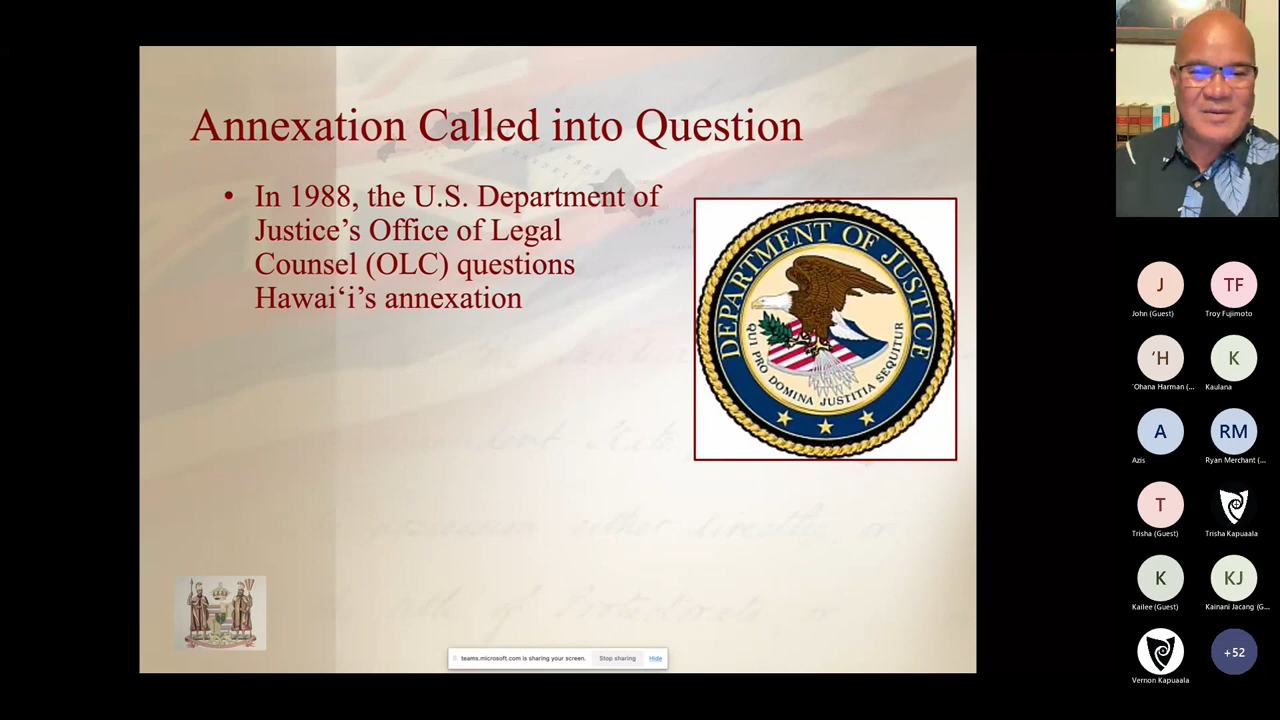 Annexation Called into Question
• In 1988, the U.S. Department of
Justice’s Office of Legal
Counsel (OLC) questions
Hawai‘i’s annexation
DEPARTMENT OF JUSTICE
QUI PRO DOMINA JUSTITIA SEQUITUR
teams.microsoft.com is sharing your screen. Stop sharing Hide
J TF
John (Guest) Troy Fujimoto
‘H K
‘Ohana Harman (... Kaulana
A RM
Azis Ryan Merchant (...
T
Trisha (Guest) Trisha Kapuaala
K KJ
Kailee (Guest) Kainani Jacang (G...
+52
Vernon Kapuaala